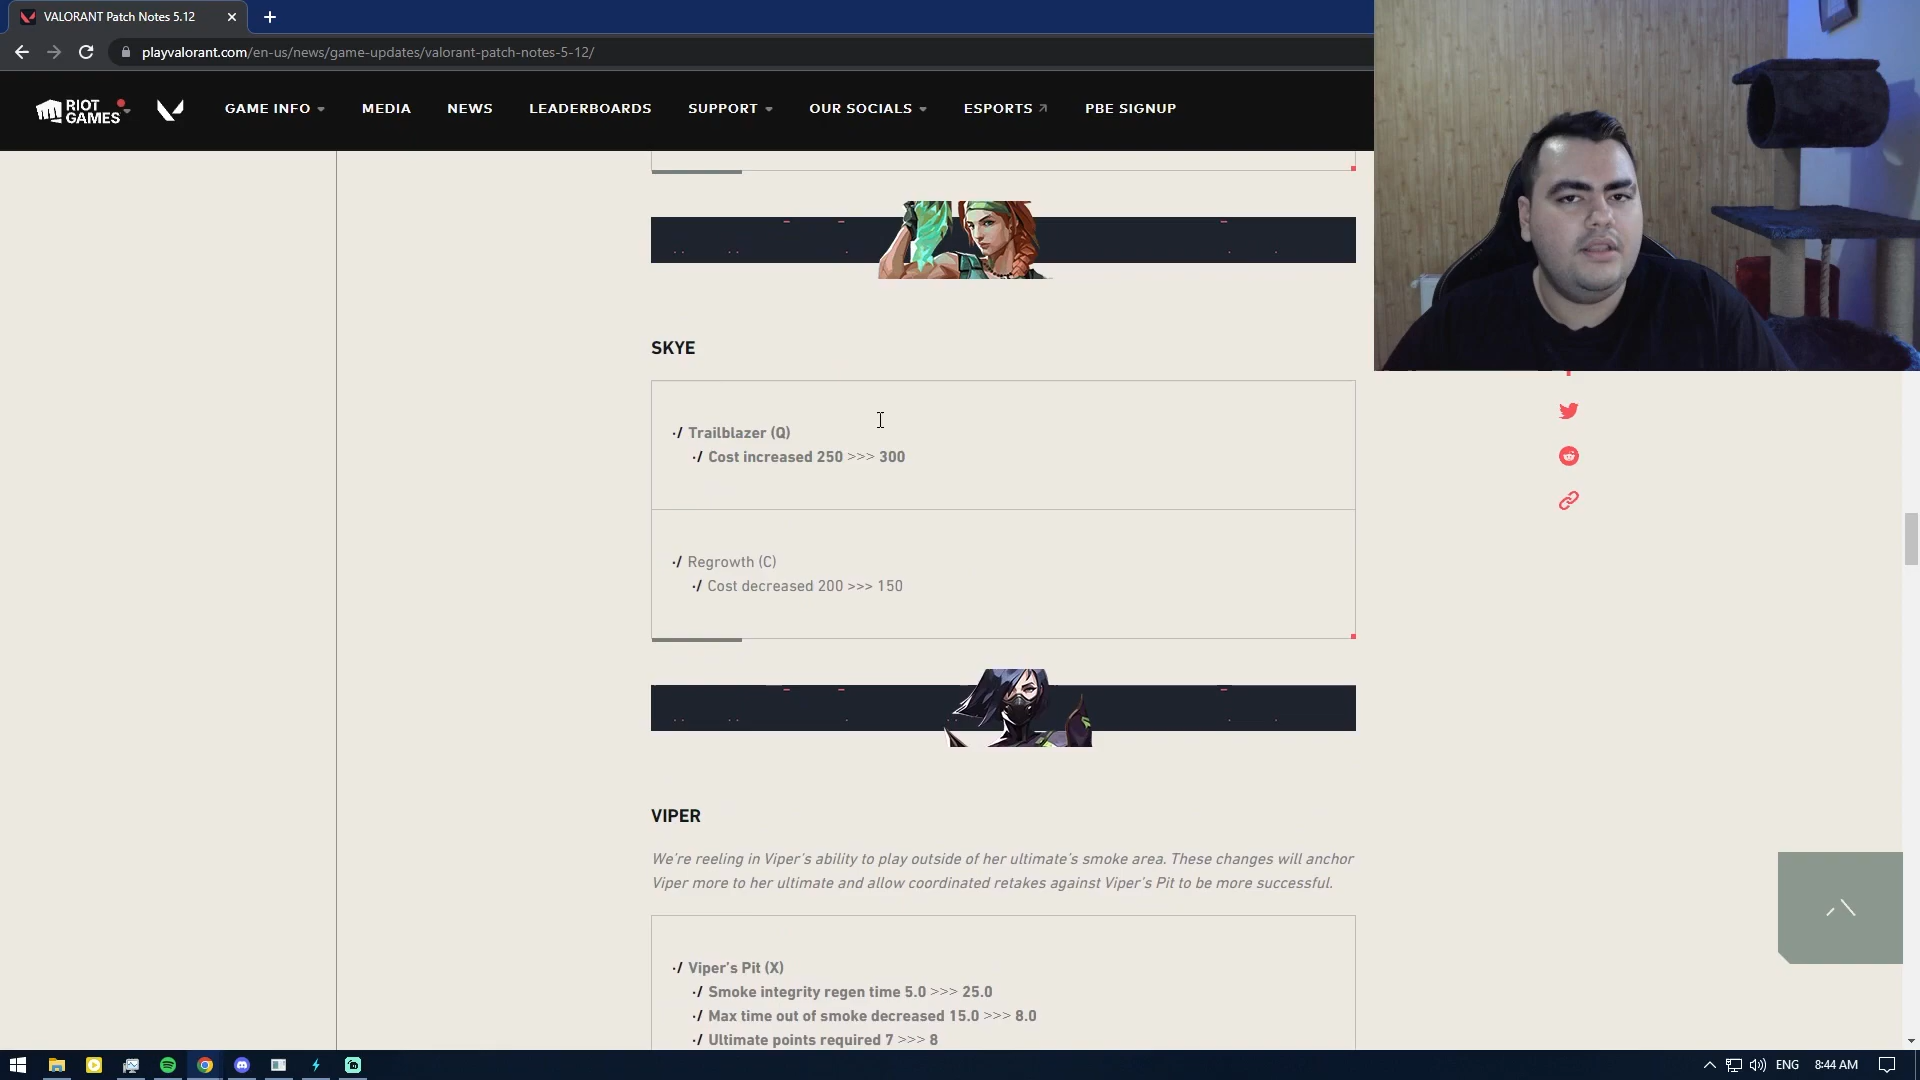 VALORANT Patch Notes 5.12
playvalorant.com/en-us/news/game-updates/valorant-patch-notes-5-12/
RIOT GAMES
GAME INFO
MEDIA
NEWS
LEADERBOARDS
SUPPORT
OUR SOCIALS
ESPORTS
PBE SIGNUP
SKYE
Trailblazer (Q)
Cost increased 250 >>> 300
Regrowth (C)
Cost decreased 200 >>> 150
VIPER
We're reeling in Viper's ability to play outside of her ultimate's smoke area. These changes will anchor
Viper more to her ultimate and allow coordinated retakes against Viper's Pit to be more successful.
Viper's Pit (X)
Smoke integrity regen time 5.0 >>> 25.0
Max time out of smoke decreased 15.0 >>> 8.0
Ultimate points required 7 >>> 8
ENG
8:44 AM